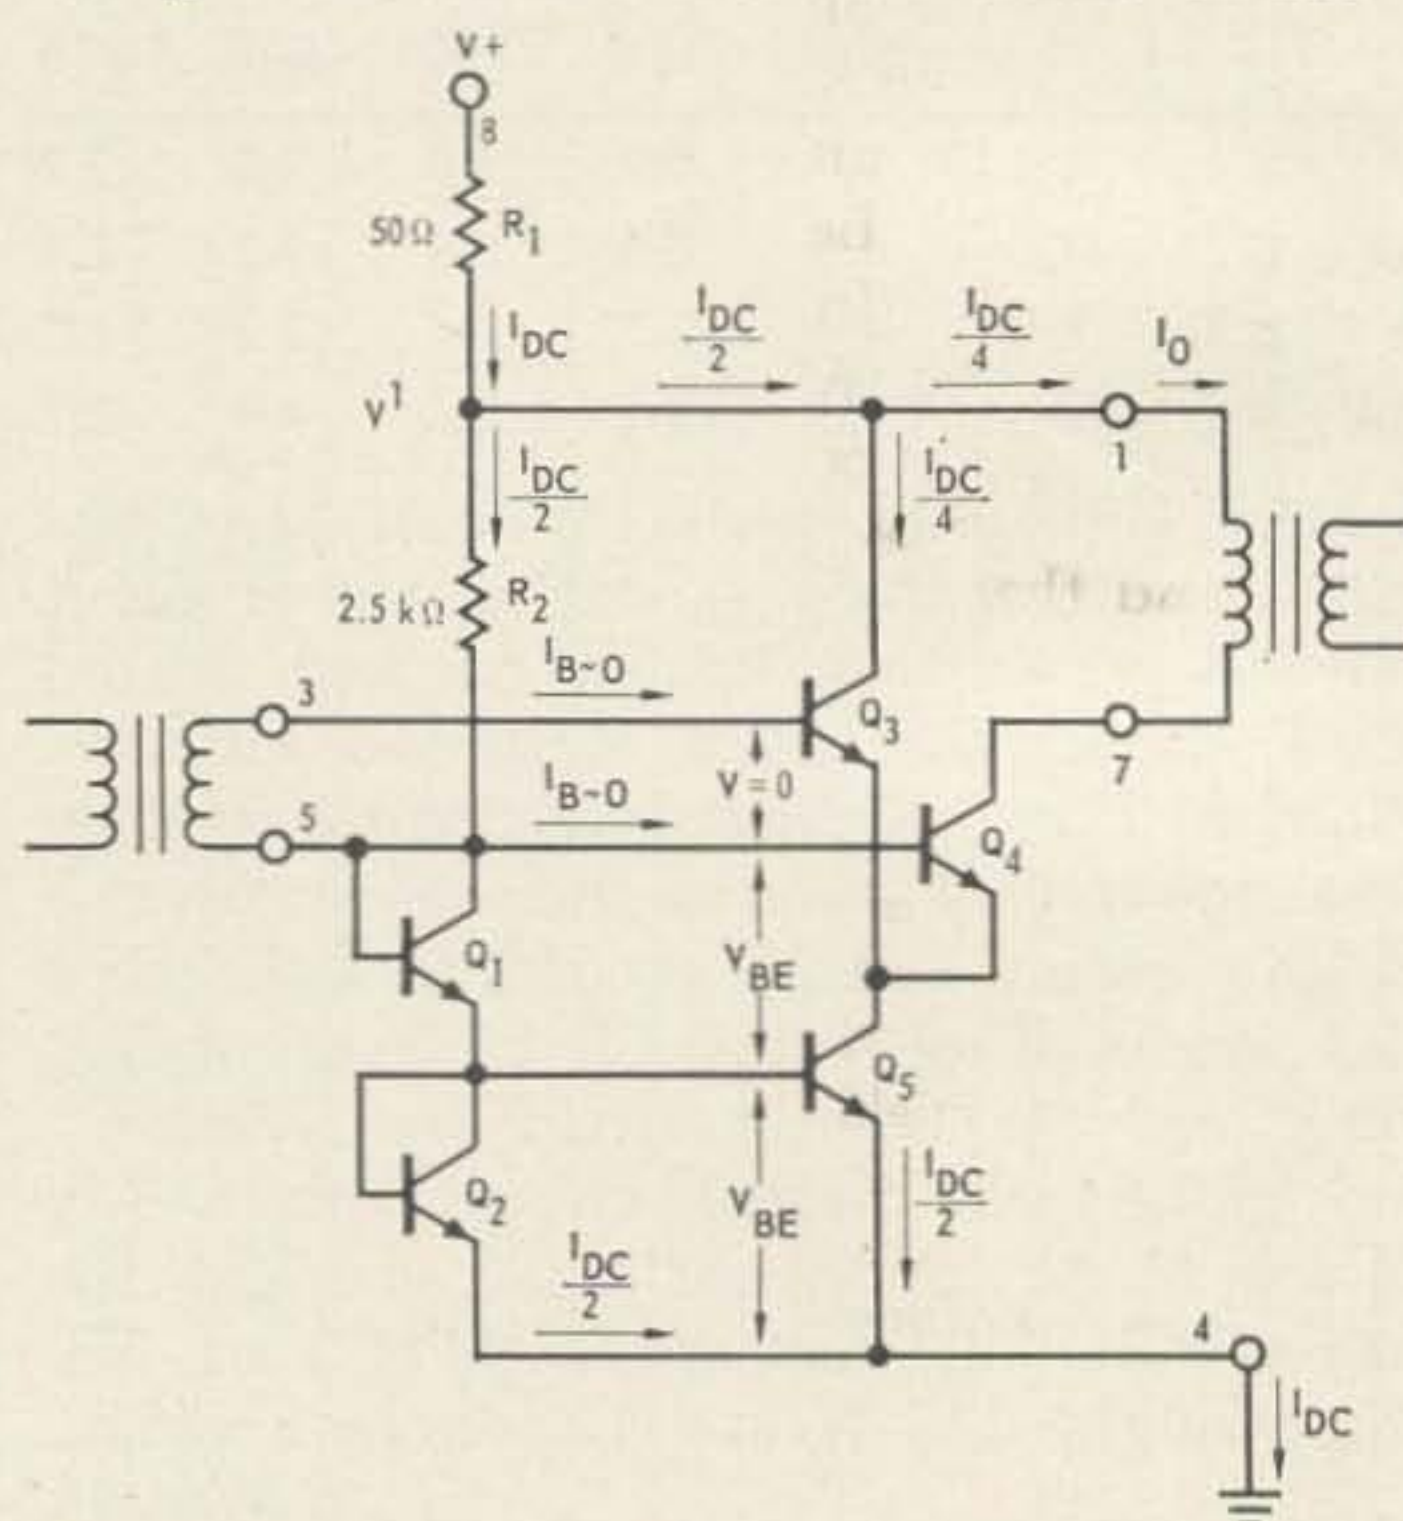 V+
8
50 Ω R1
IDC
IDC/2
IDC/4
IO
V1
1
IDC/2
IDC/4
2.5 kΩ R2
IB~0
3
Q3
V=0
7
IB~0
5
Q4
Q1
VBE
Q5
Q2
VBE
IDC/2
IDC/2
4
IDC